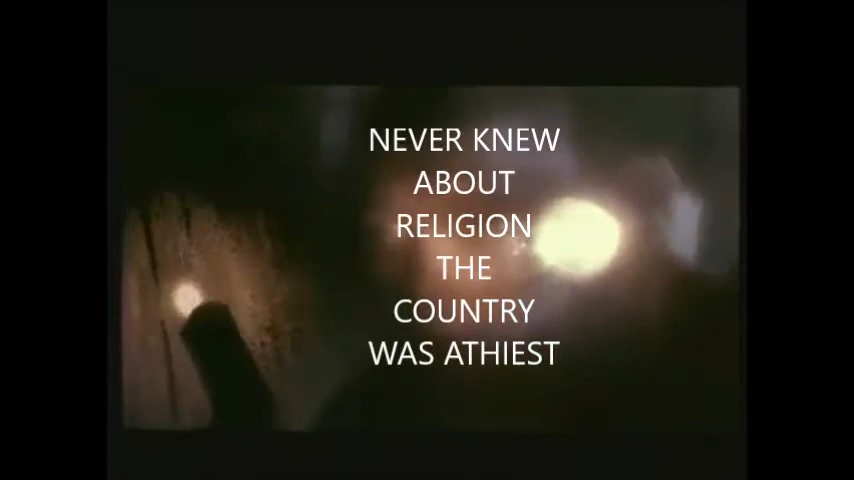 NEVER KNEW
ABOUT
RELIGION
THE
COUNTRY
WAS ATHIEST